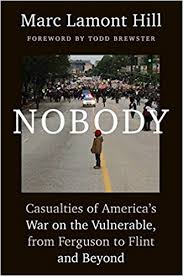 Marc Lamont Hill
FOREWORD BY TODD BREWSTER
NOBODY
Casualties of America's
War on the Vulnerable,
from Ferguson to Flint
and Beyond